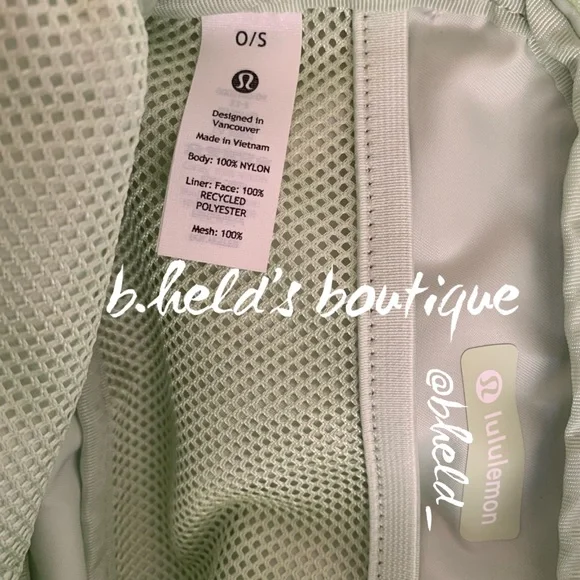 O/S
Designed in
Vancouver
Made in Vietnam
Body: 100% NYLON
Liner: Face: 100%
RECYCLED
POLYESTER
Mesh: 100%
b.held's boutique
@bheld_
lululemon